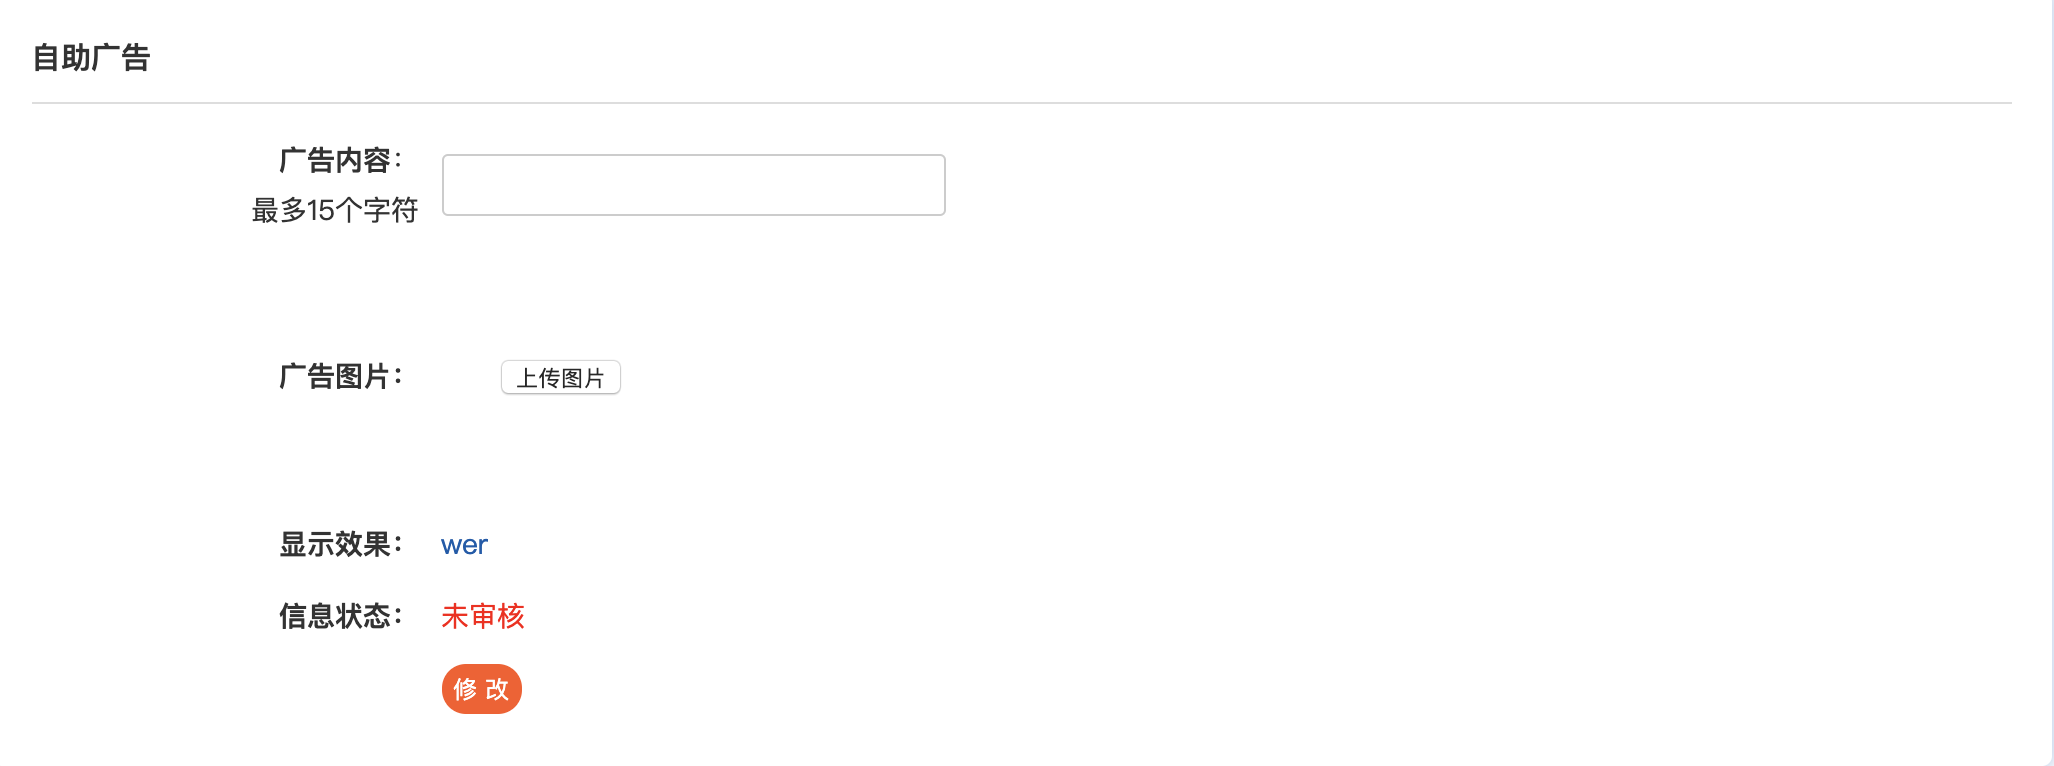 自助广告
广告内容：
最多15个字符
广告图片：
上传图片
显示效果： wer
信息状态： 未审核
修 改